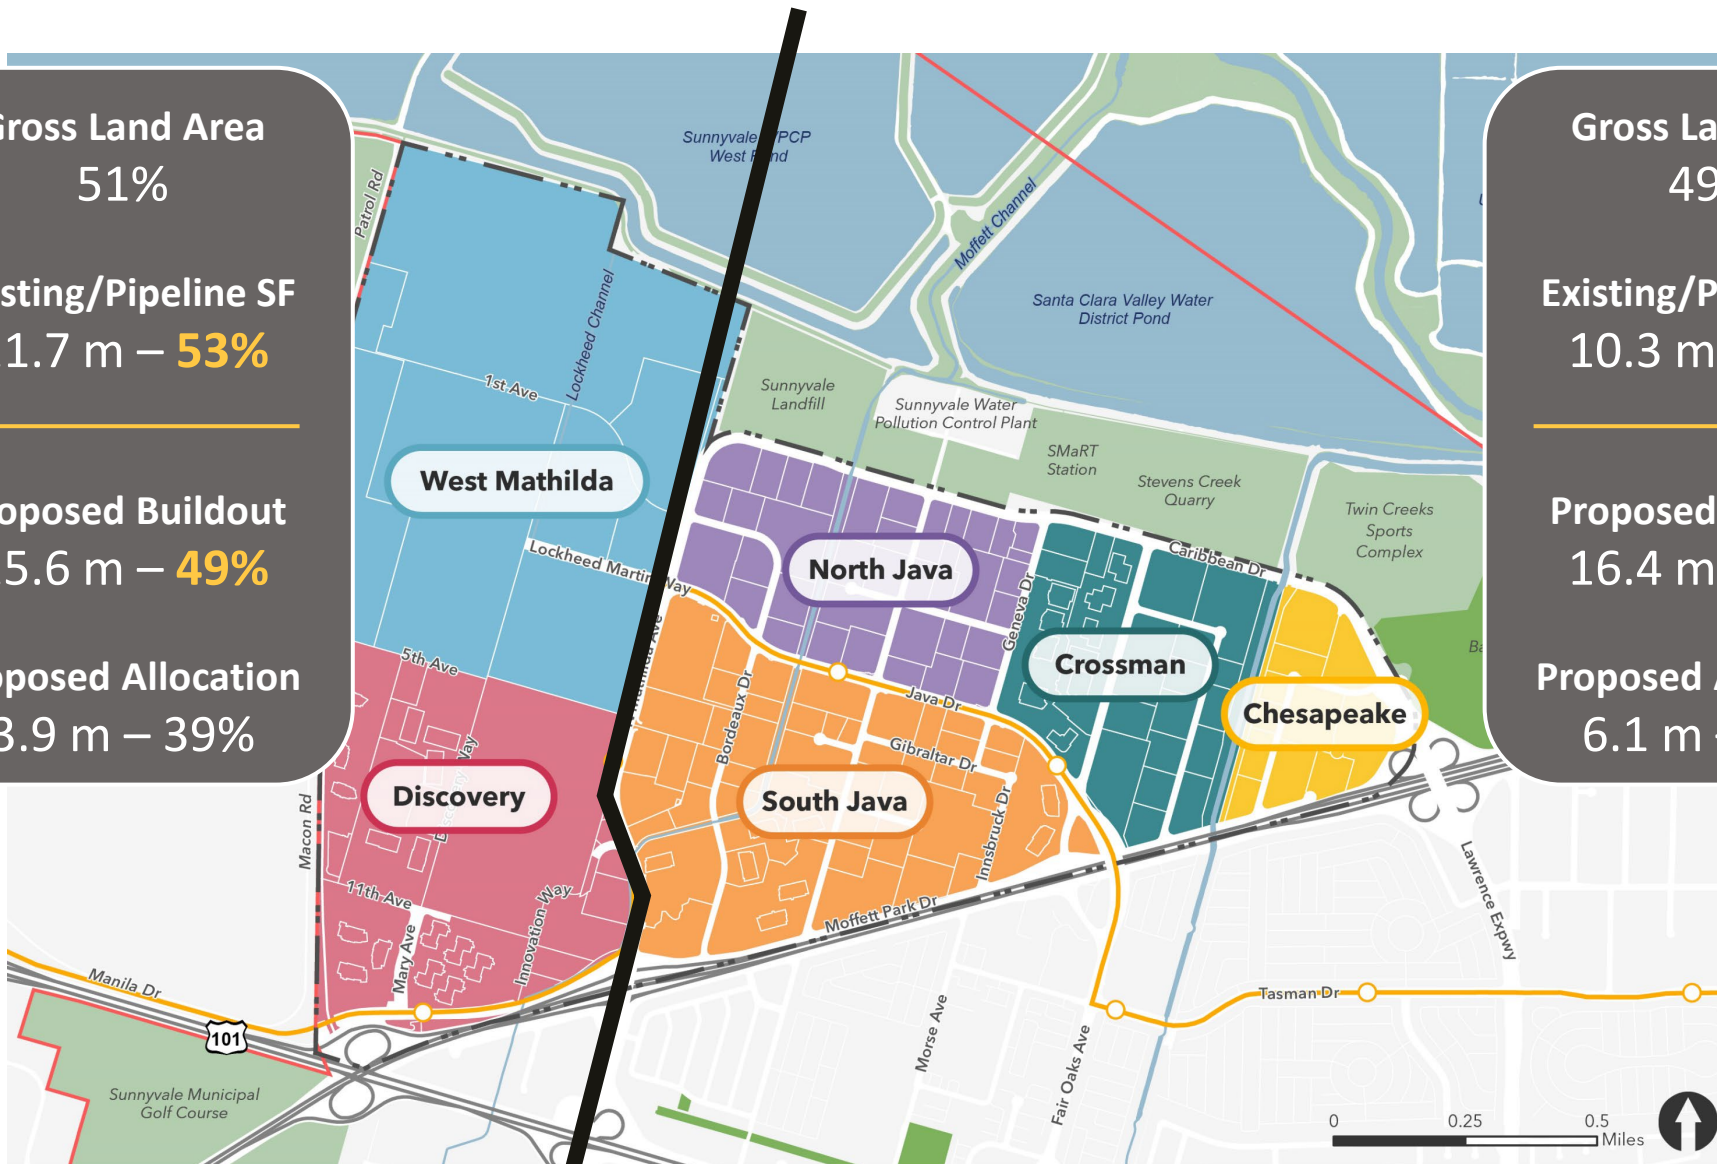 Gross Land Area
51%
sting/Pipeline SF
1.7 m – 53%
oposed Buildout
5.6 m – 49%
posed Allocation
3.9 m – 39%
Gross La
49
Existing/P
10.3 m
Proposed
16.4 m
Proposed
6.1 m
Sunnyvale
West
Patrol Rd
Moffett Channel
Santa Clara Valley Water
District Pond
Lockheed Channel
1st Ave
Sunnyvale
Landfill
Sunnyvale Water
Pollution Control Plant
SMaRT
Station
Stevens Creek
Quarry
Twin Creeks
Sports
Complex
West Mathilda
Lockheed Martin Way
North Java
Caribbean Dr
Geneva Dr
Crossman
Chesapeake
5th Ave
Java Dr
Bordeaux Dr
Gibraltar Dr
Discovery
South Java
Innsbruck Dr
Macon Rd
11th Ave
Mary Ave
Innovation Way
Moffett Park Dr
Lawrence Expwy
Manila Dr
101
Tasman Dr
Morse Ave
Fair Oaks Ave
Sunnyvale Municipal
Golf Course
0 0.25 0.5
Miles